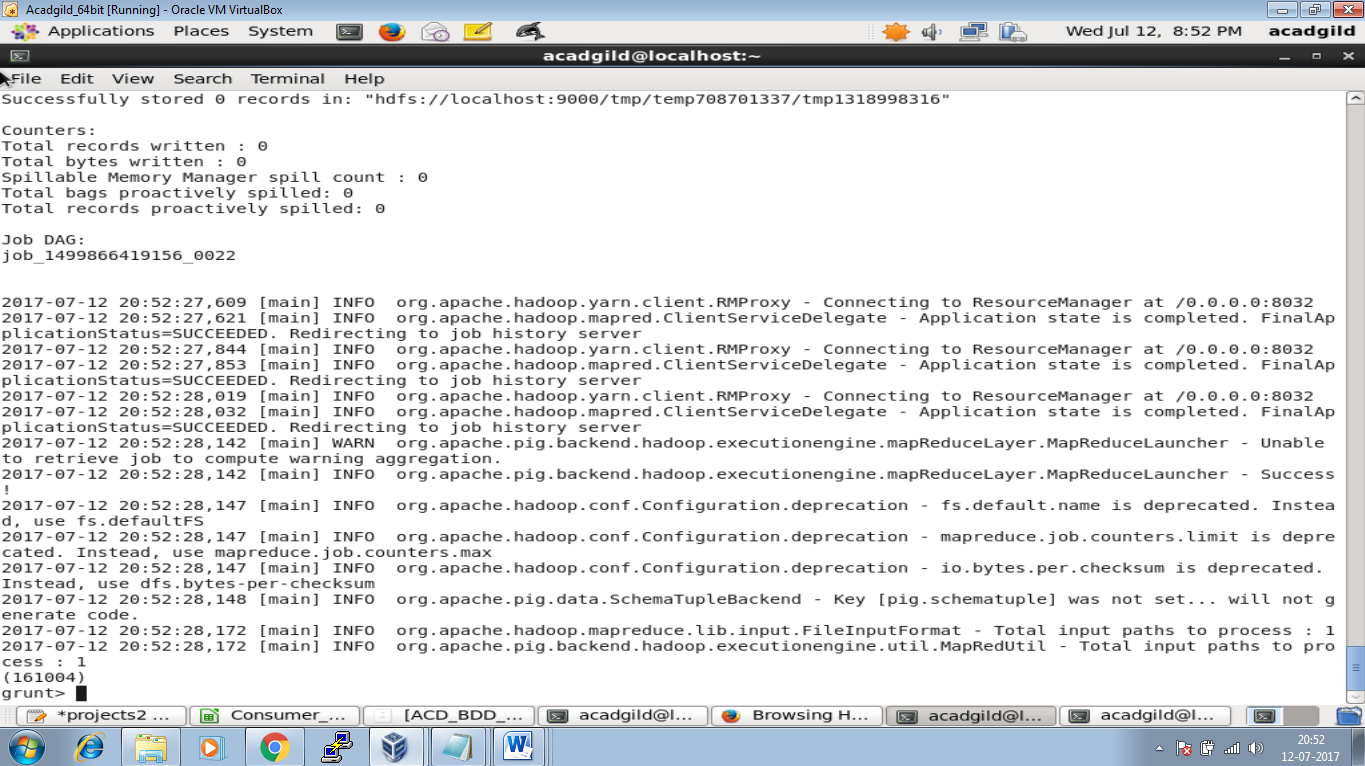 Acadgild_64bit [Running] - Oracle VM VirtualBox
Applications Places System
Wed Jul 12, 8:52 PM acadgild
acadgild@localhost:~
File Edit View Search Terminal Help
Successfully stored 0 records in: "hdfs://localhost:9000/tmp/temp708701337/tmp1318998316"
Counters:
Total records written : 0
Total bytes written : 0
Spillable Memory Manager spill count : 0
Total bags proactively spilled: 0
Total records proactively spilled: 0
Job DAG:
job_1499866419156_0022
2017-07-12 20:52:27,609 [main] INFO  org.apache.hadoop.yarn.client.RMProxy - Connecting to ResourceManager at /0.0.0.0:8032
2017-07-12 20:52:27,621 [main] INFO  org.apache.hadoop.mapred.ClientServiceDelegate - Application state is completed. FinalAp
plicationStatus=SUCCEEDED. Redirecting to job history server
2017-07-12 20:52:27,844 [main] INFO  org.apache.hadoop.yarn.client.RMProxy - Connecting to ResourceManager at /0.0.0.0:8032
2017-07-12 20:52:27,853 [main] INFO  org.apache.hadoop.mapred.ClientServiceDelegate - Application state is completed. FinalAp
plicationStatus=SUCCEEDED. Redirecting to job history server
2017-07-12 20:52:28,019 [main] INFO  org.apache.hadoop.yarn.client.RMProxy - Connecting to ResourceManager at /0.0.0.0:8032
2017-07-12 20:52:28,032 [main] INFO  org.apache.hadoop.mapred.ClientServiceDelegate - Application state is completed. FinalAp
plicationStatus=SUCCEEDED. Redirecting to job history server
2017-07-12 20:52:28,142 [main] WARN  org.apache.pig.backend.hadoop.executionengine.mapReduceLayer.MapReduceLauncher - Unable
to retrieve job to compute warning aggregation.
2017-07-12 20:52:28,142 [main] INFO  org.apache.pig.backend.hadoop.executionengine.mapReduceLayer.MapReduceLauncher - Success
!
2017-07-12 20:52:28,147 [main] INFO  org.apache.hadoop.conf.Configuration.deprecation - fs.default.name is deprecated. Instea
d, use fs.defaultFS
2017-07-12 20:52:28,147 [main] INFO  org.apache.hadoop.conf.Configuration.deprecation - mapreduce.job.counters.limit is depre
cated. Instead, use mapreduce.job.counters.max
2017-07-12 20:52:28,147 [main] INFO  org.apache.hadoop.conf.Configuration.deprecation - io.bytes.per.checksum is deprecated.
Instead, use dfs.bytes-per-checksum
2017-07-12 20:52:28,148 [main] INFO  org.apache.pig.data.SchemaTupleBackend - Key [pig.schematuple] was not set... will not g
enerate code.
2017-07-12 20:52:28,172 [main] INFO  org.apache.hadoop.mapreduce.lib.input.FileInputFormat - Total input paths to process : 1
2017-07-12 20:52:28,172 [main] INFO  org.apache.pig.backend.hadoop.executionengine.util.MapRedUtil - Total input paths to pro
cess : 1
(161004)
grunt>
*projects2 ... Consumer_... [ACD_BDD_... acadgild@l... Browsing H... acadgild@l... acadgild@l...
20:52
12-07-2017